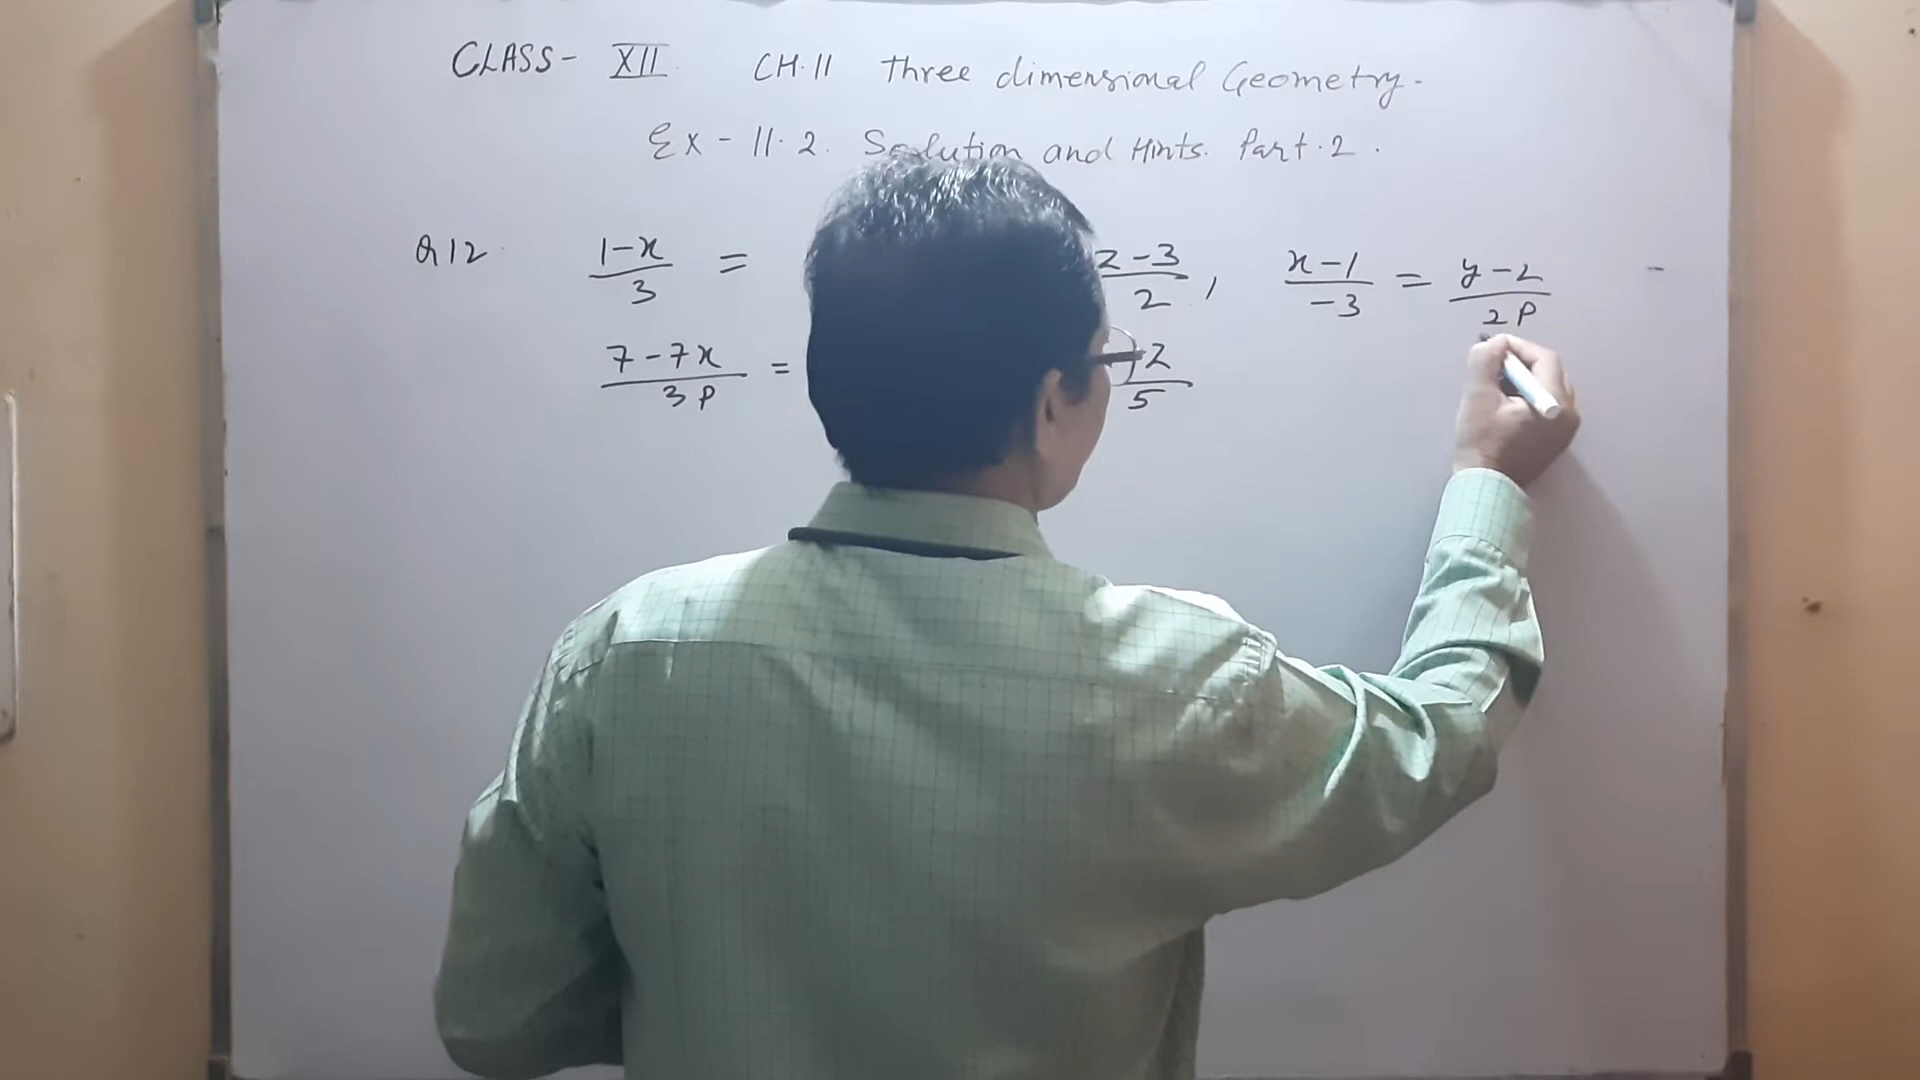 CLASS- XII CH.11 Three dimensional Geometry-
Ex - 11.2. Solution and Hints. Part.2.
Q12 (1-x)/3 = (z-3)/2, (x-1)/-3 = (y-2)/2P
(7-7x)/3P = 5